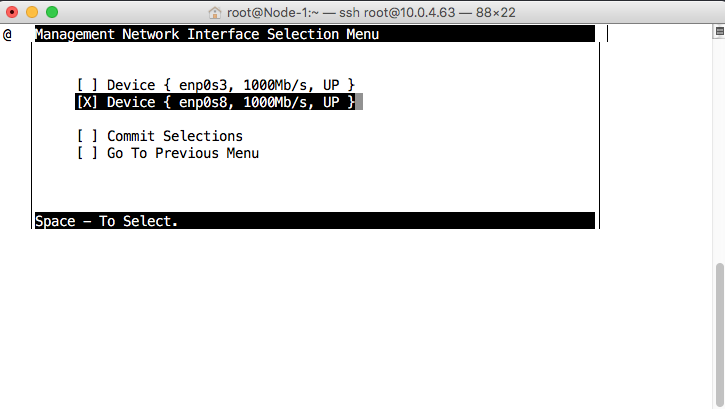 root@Node-1:~ — ssh root@10.0.4.63 — 88×22
@ Management Network Interface Selection Menu
[ ] Device { enp0s3, 1000Mb/s, UP }
[X] Device { enp0s8, 1000Mb/s, UP }
[ ] Commit Selections
[ ] Go To Previous Menu
Space – To Select.